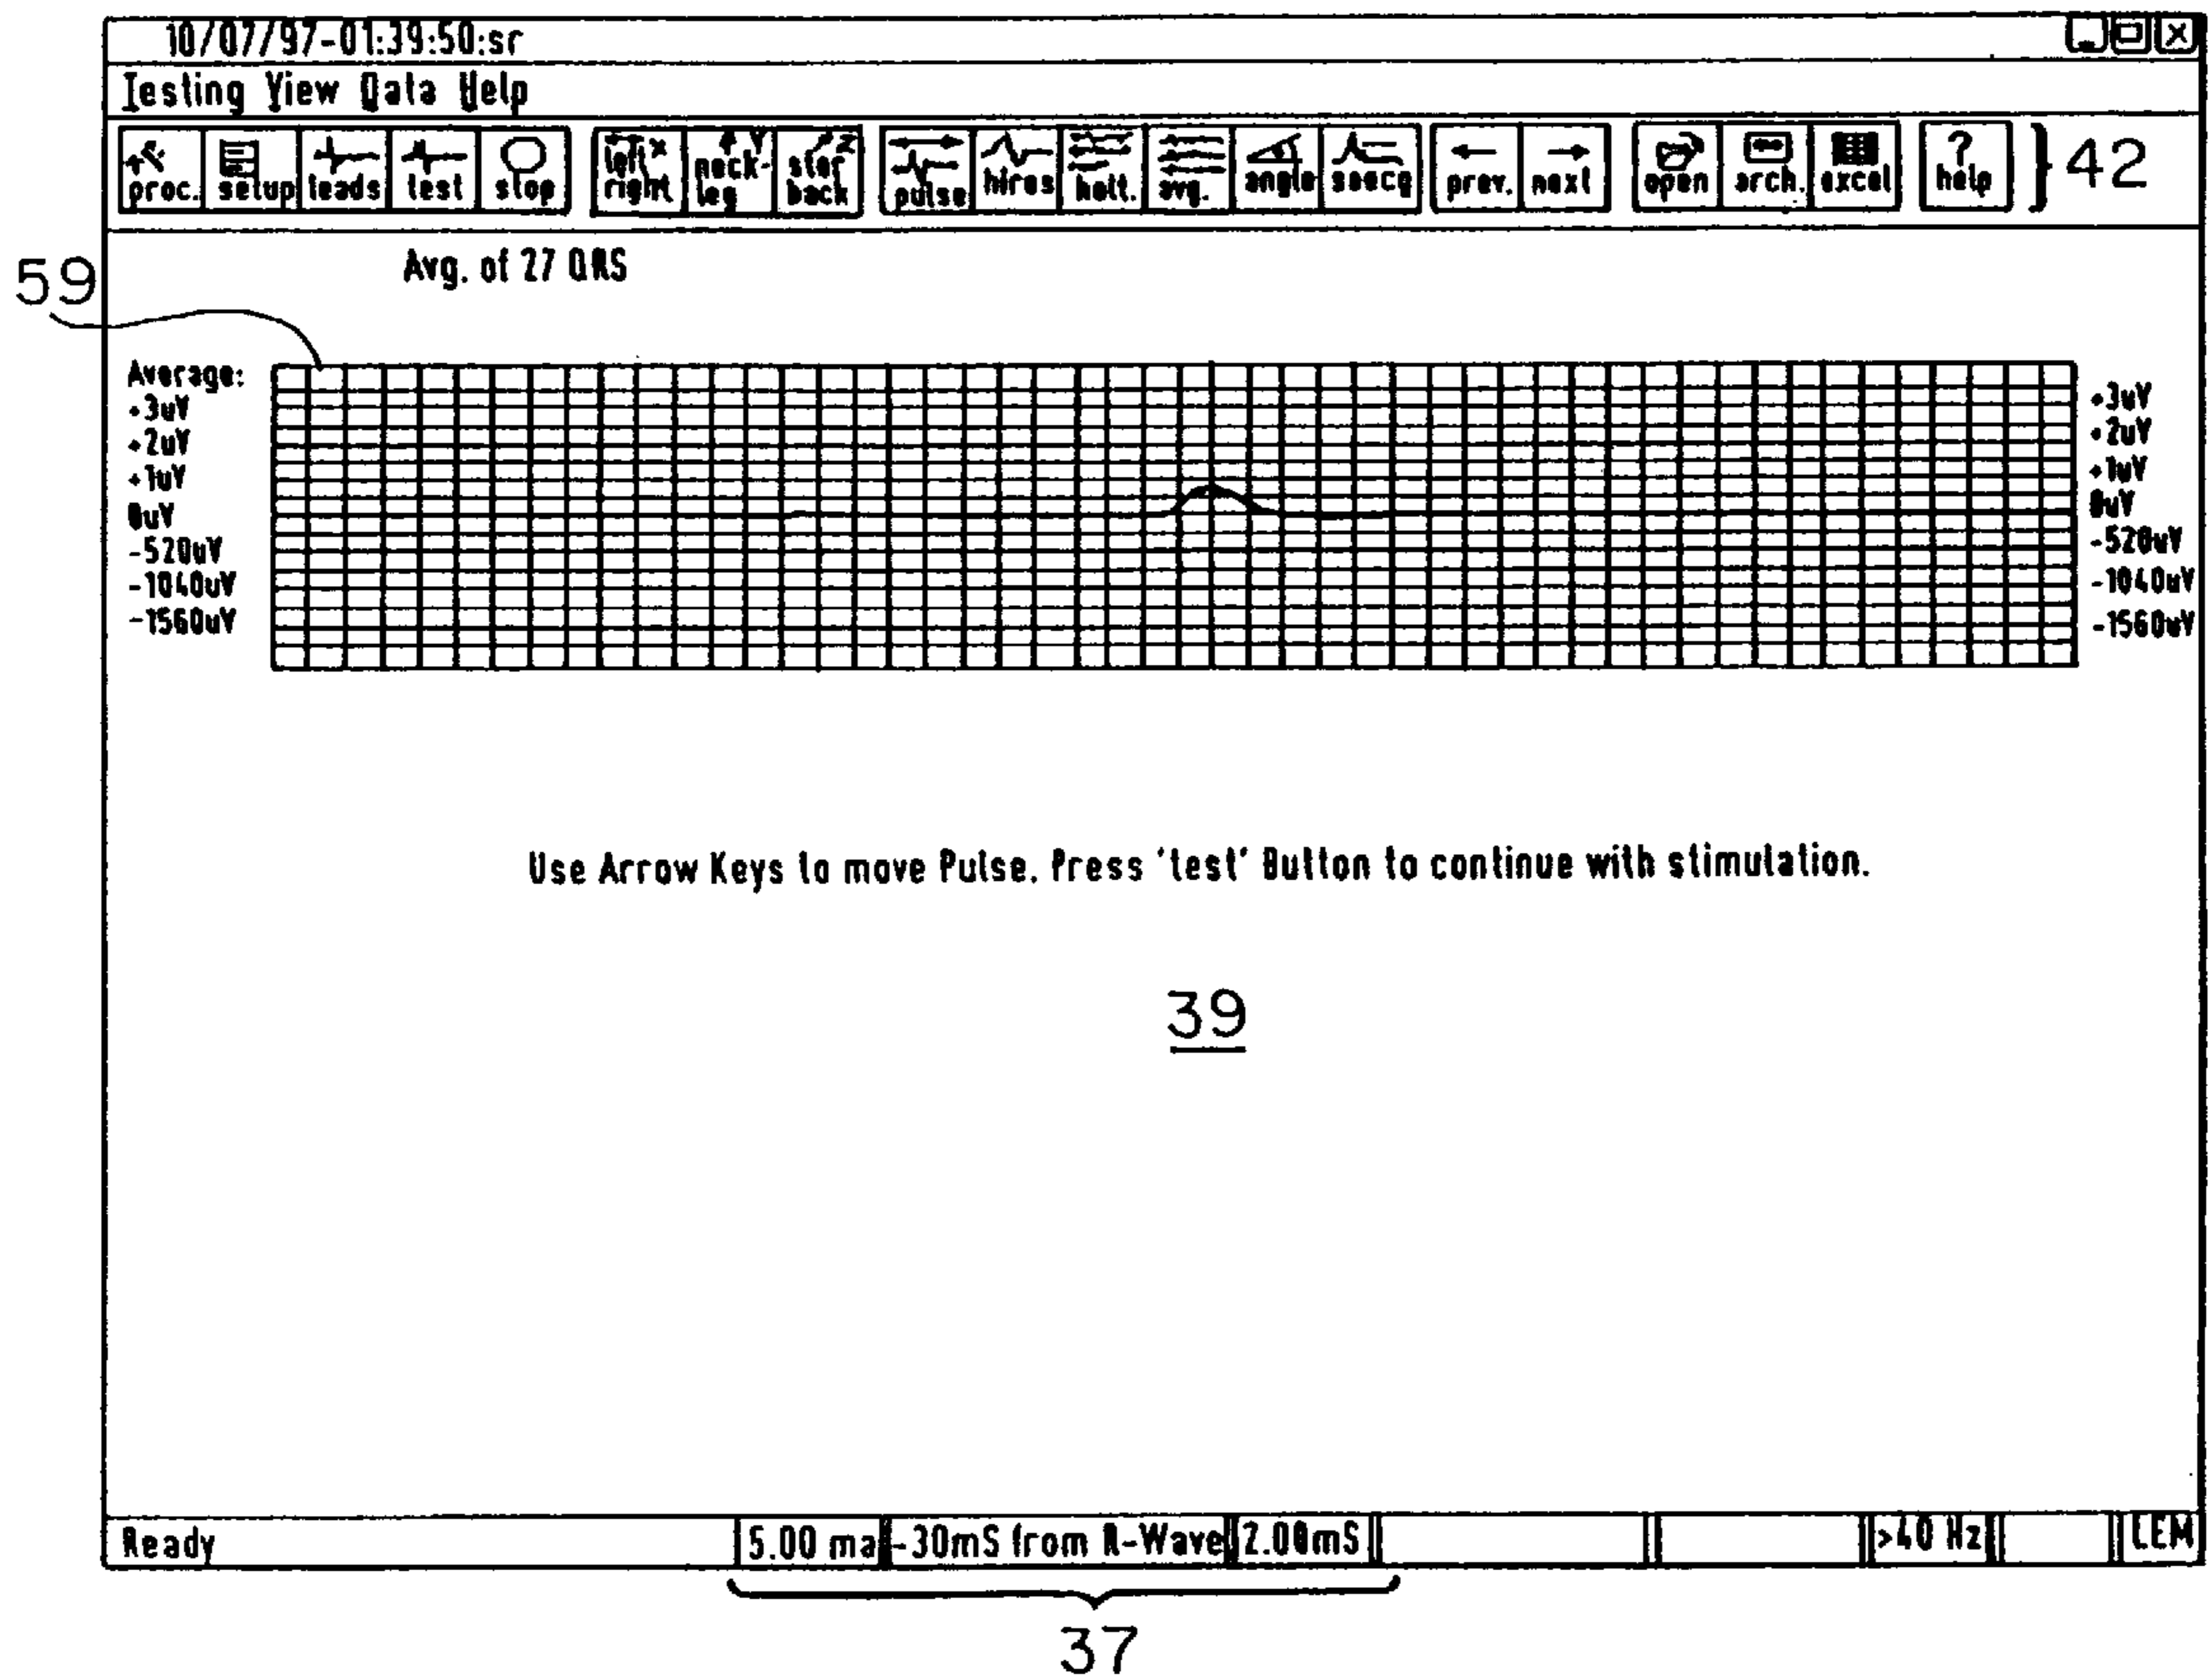 10/07/97-01:39:50:sr
Testing View Data Help
proc. setup leads test stop left right x neck-leg Y ster back Z pulse hires helt. avg. angle saecg prev. next open arch. excel ? help 42
Avg. of 27 QRS
59
Average:
+3uV +3uV
+2uV +2uV
+1uV +1uV
0uV 0uV
-520uV -520uV
-1040uV -1040uV
-1560uV -1560uV
Use Arrow Keys to move Pulse. Press 'test' Button to continue with stimulation.
39
Ready 5.00 ma -30mS from R-Wave 2.00mS >40 Hz LEM
37